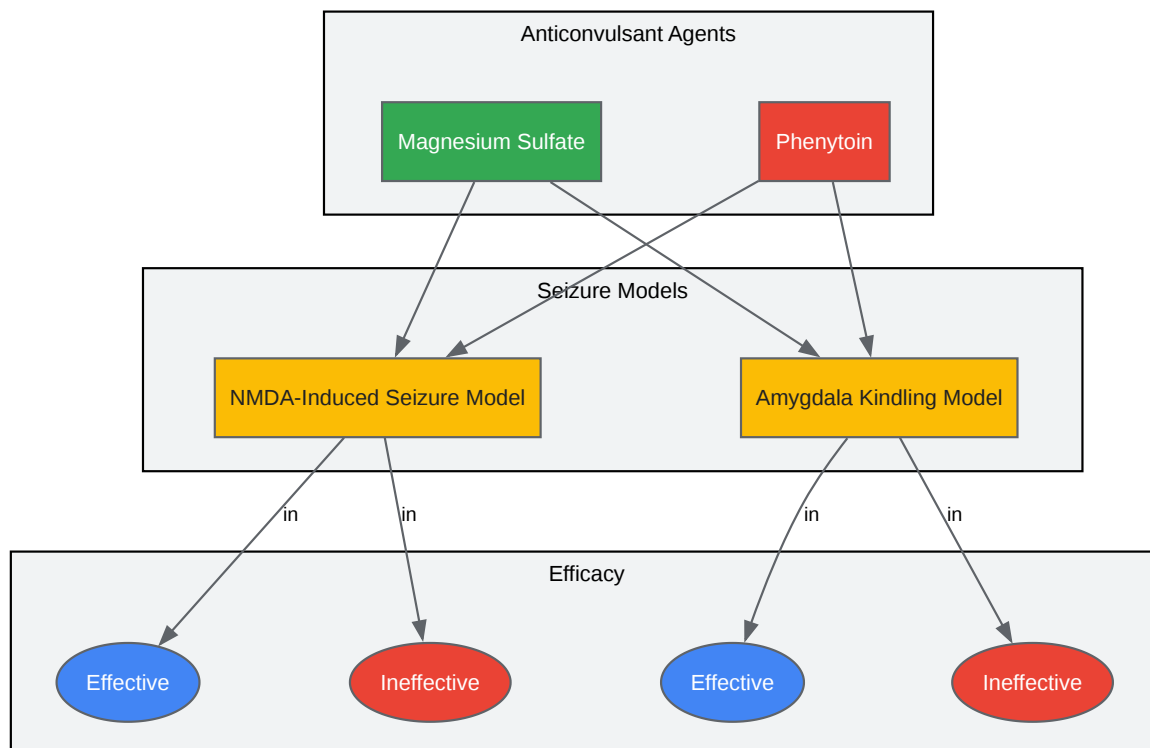 Anticonvulsant Agents
Magnesium Sulfate
Phenytoin
Seizure Models
NMDA-Induced Seizure Model
Amygdala Kindling Model
in
in
in
in
Efficacy
Effective
Ineffective
Effective
Ineffective